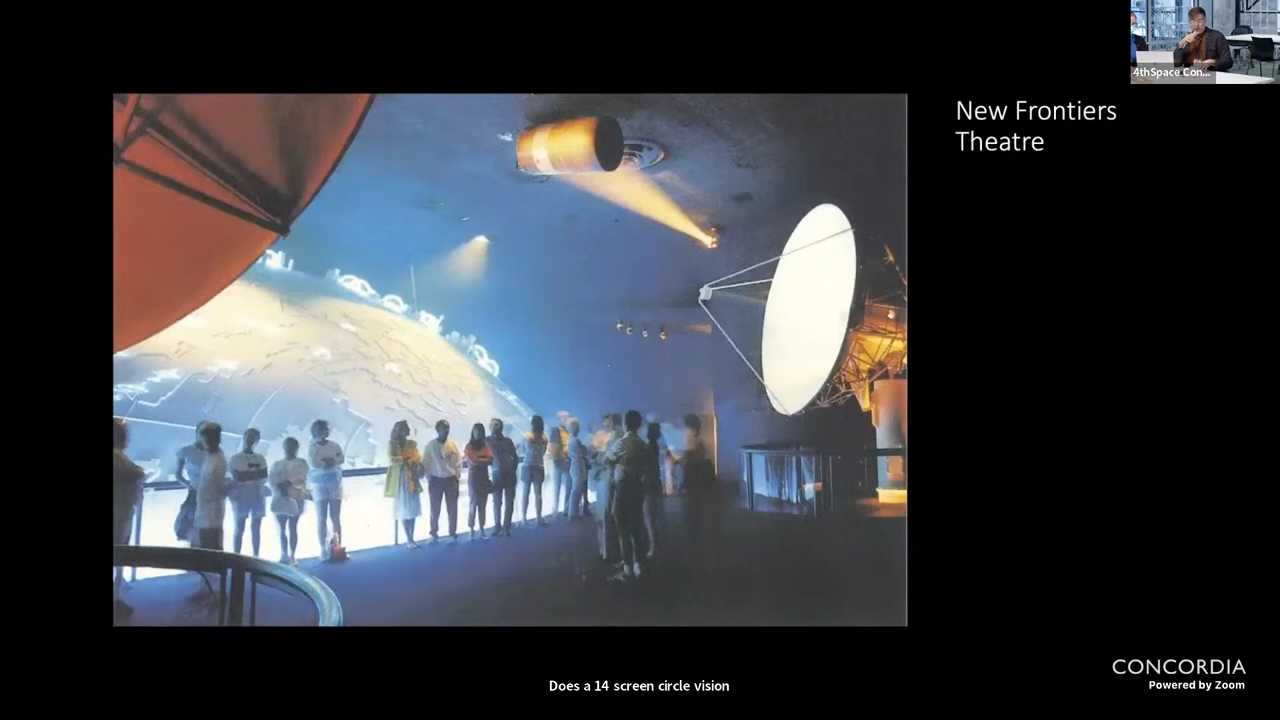 4thSpace Con...
New Frontiers
Theatre
Does a 14 screen circle vision
CONCORDIA
Powered by Zoom